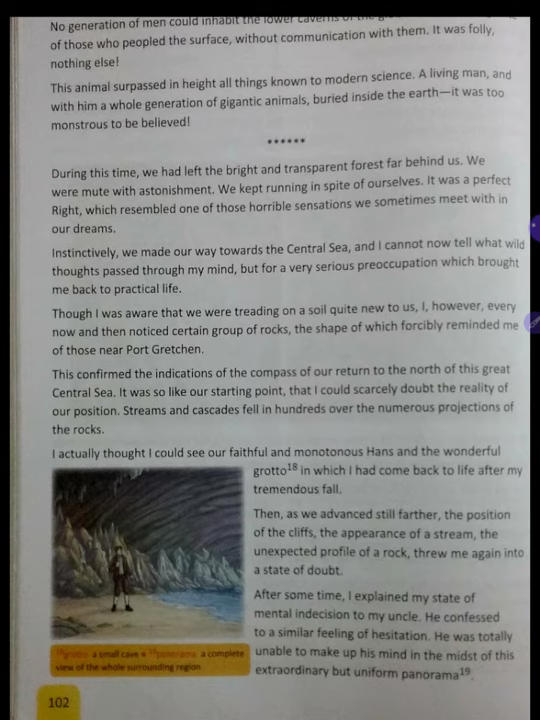 No generation of men could inhabit the lower caverns of the
of those who peopled the surface, without communication with them. It was folly,
nothing else!
This animal surpassed in height all things known to modern science. A living man, and
with him a whole generation of gigantic animals, buried inside the earth—it was too
monstrous to be believed!
******
During this time, we had left the bright and transparent forest far behind us. We
were mute with astonishment. We kept running in spite of ourselves. It was a perfect
Right, which resembled one of those horrible sensations we sometimes meet with in
our dreams.
Instinctively, we made our way towards the Central Sea, and I cannot now tell what wild
thoughts passed through my mind, but for a very serious preoccupation which brought
me back to practical life.
Though I was aware that we were treading on a soil quite new to us, I, however, every
now and then noticed certain group of rocks, the shape of which forcibly reminded me
of those near Port Gretchen.
This confirmed the indications of the compass of our return to the north of this great
Central Sea. It was so like our starting point, that I could scarcely doubt the reality of
our position. Streams and cascades fell in hundreds over the numerous projections of
the rocks.
I actually thought I could see our faithful and monotonous Hans and the wonderful
grotto18 in which I had come back to life after my
tremendous fall.
Then, as we advanced still farther, the position
of the cliffs, the appearance of a stream, the
unexpected profile of a rock, threw me again into
a state of doubt.
After some time, I explained my state of
mental indecision to my uncle. He confessed
to a similar feeling of hesitation. He was totally
unable to make up his mind in the midst of this
extraordinary but uniform panorama19.
18grotto a small cave • 19panorama a complete
view of the whole surrounding region
102